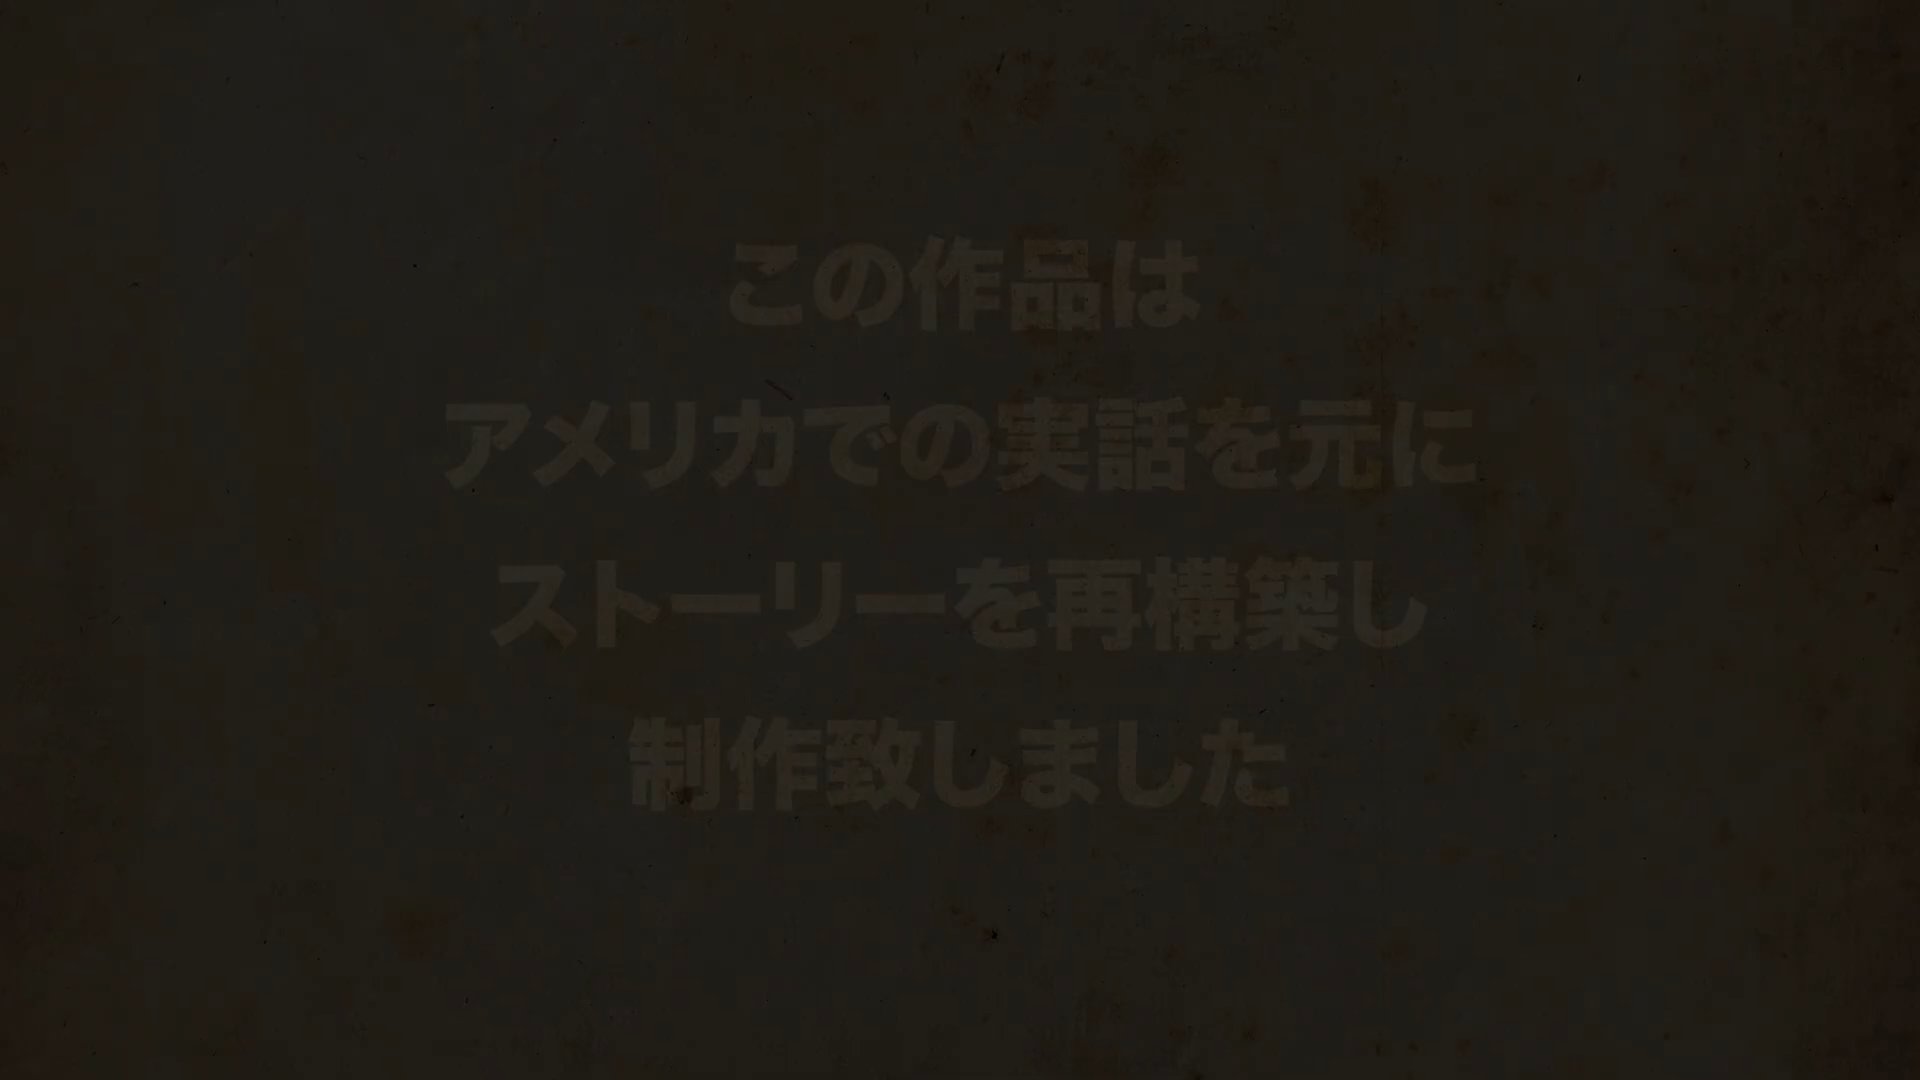 この作品は
アメリカでの実話を元に
ストーリーを再構築し
制作致しました